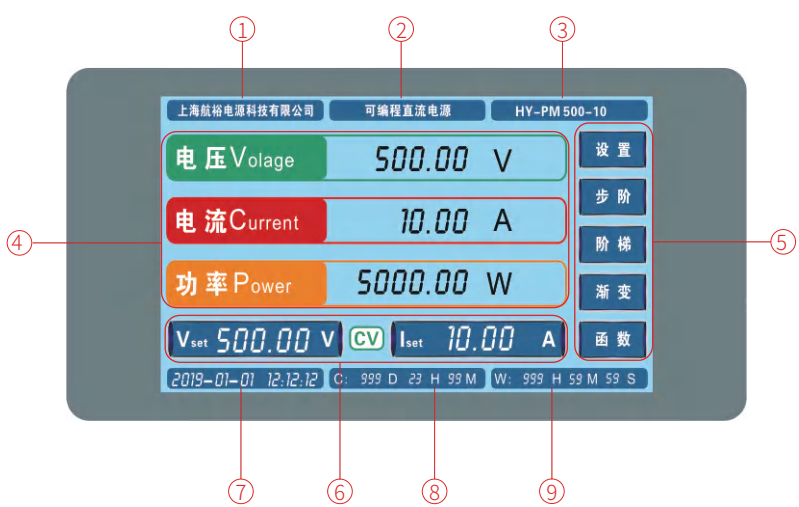 ① ② ③
上海航裕电源科技有限公司 可编程直流电源 HY-PM 500-10
电压Volage 500.00 V
设置
步阶
电流Current 10.00 A
④ ⑤
阶梯
功率Power 5000.00 W
渐变
Vset 500.00 V CV Iset 10.00 A
函数
2019-01-01 12:12:12 C: 999 D 23 H 99 M W: 999 H 59 M 59 S
⑦ ⑥ ⑧ ⑨